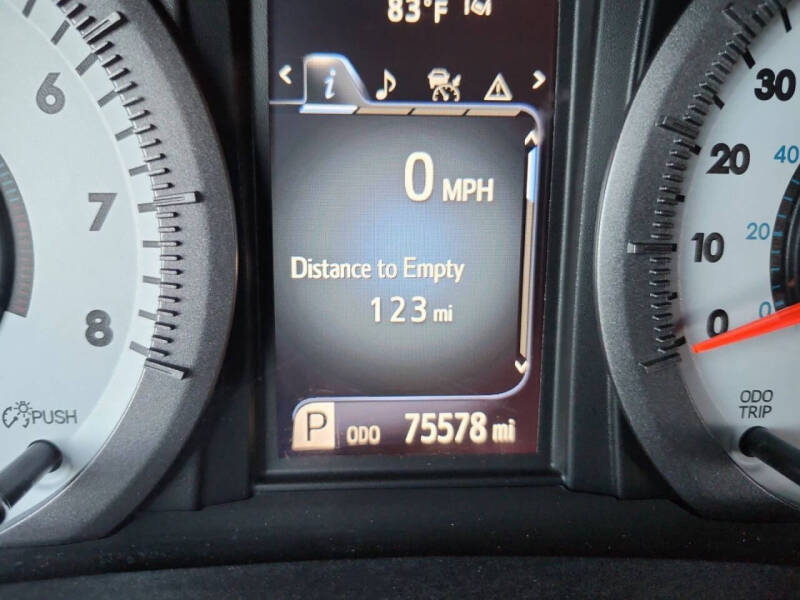 83°F
0 MPH
Distance to Empty
123 mi
P ODO 75578 mi
6
7
8
PUSH
30
20
10
0
40
20
0
ODO
TRIP